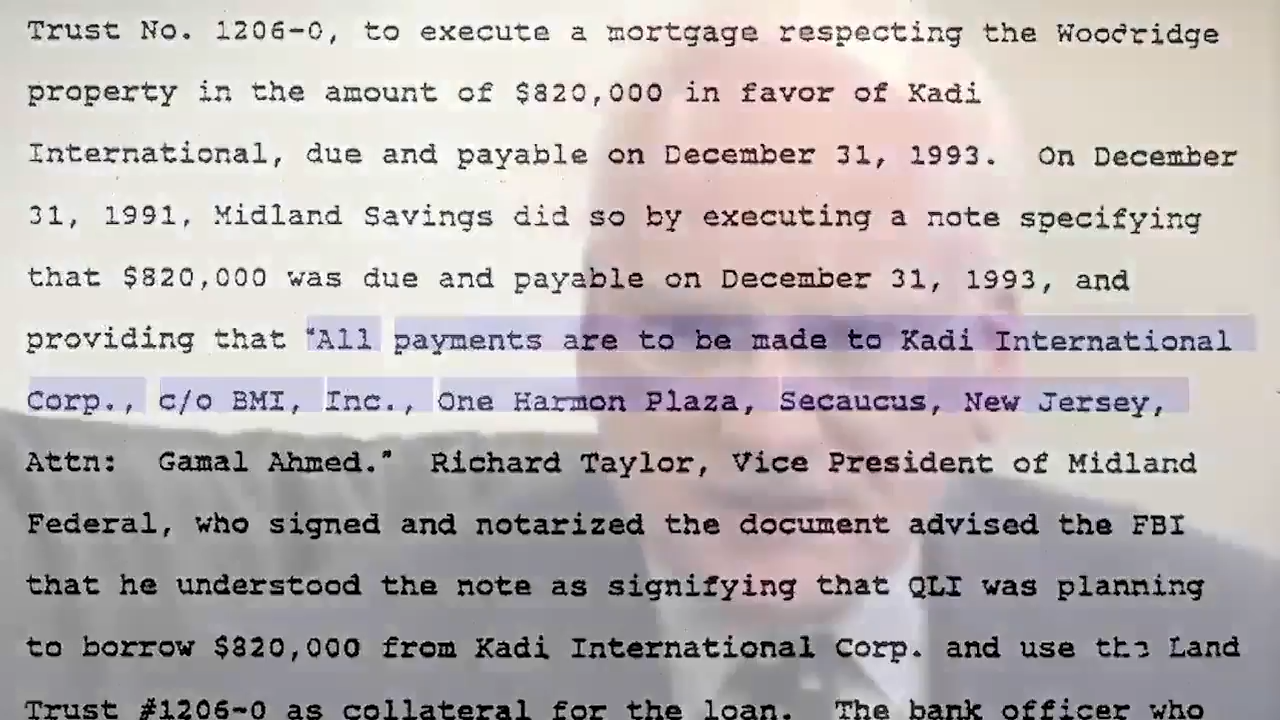 Trust No. 1206-0, to execute a mortgage respecting the Woodridge
property in the amount of $820,000 in favor of Kadi
International, due and payable on December 31, 1993.  On December
31, 1991, Midland Savings did so by executing a note specifying
that $820,000 was due and payable on December 31, 1993, and
providing that "All payments are to be made to Kadi International
Corp., c/o BMI, Inc., One Harmon Plaza, Secaucus, New Jersey,
Attn:  Gamal Ahmed."  Richard Taylor, Vice President of Midland
Federal, who signed and notarized the document advised the FBI
that he understood the note as signifying that QLI was planning
to borrow $820,000 from Kadi International Corp. and use the Land
Trust #1206-0 as collateral for the loan.  The bank officer who